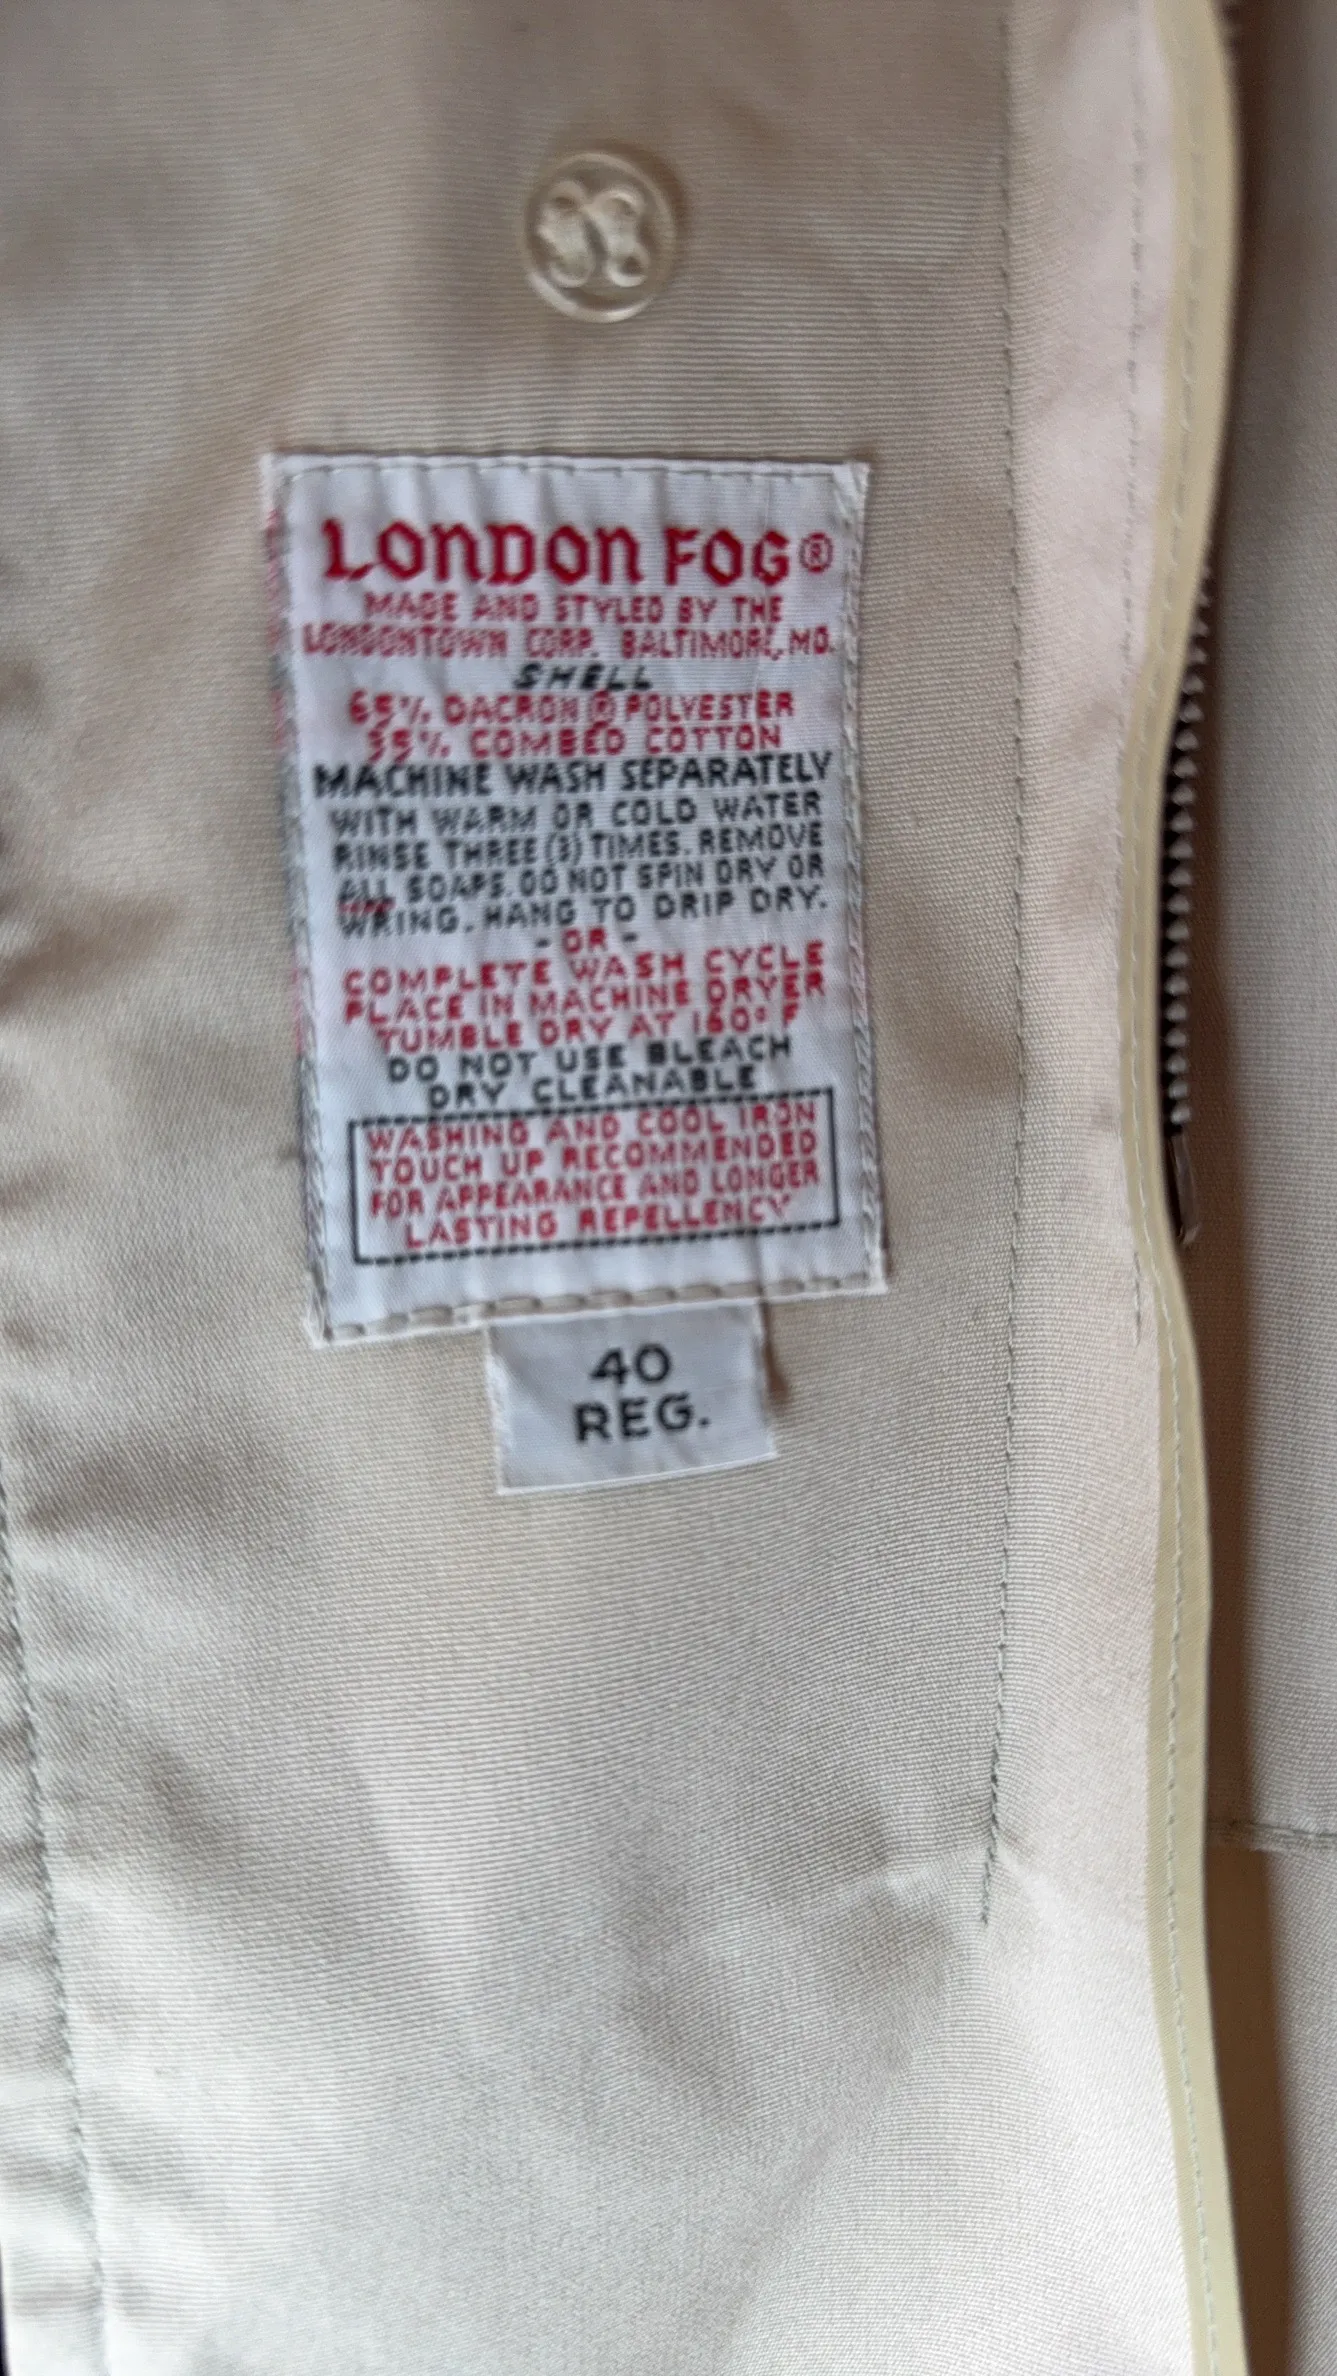 LONDON FOG®
MADE AND STYLED BY THE
LONDONTOWN CORP. BALTIMORE, MD.
SHELL
65% DACRON® POLYESTER
35% COMBED COTTON
MACHINE WASH SEPARATELY
WITH WARM OR COLD WATER
RINSE THREE (3) TIMES. REMOVE
ALL SOAPS. DO NOT SPIN DRY OR
WRING. HANG TO DRIP DRY.
- OR -
COMPLETE WASH CYCLE
PLACE IN MACHINE DRYER
TUMBLE DRY AT 160° F
DO NOT USE BLEACH
DRY CLEANABLE
WASHING AND COOL IRON
TOUCH UP RECOMMENDED
FOR APPEARANCE AND LONGER
LASTING REPELLENCY
40
REG.